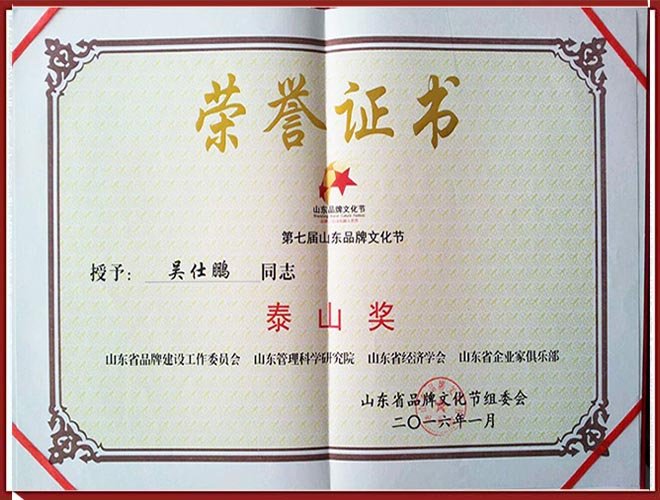 荣誉证书
山东品牌文化节
第七届山东品牌文化节
授予： 吴仕鹏 同志
泰山奖
山东省品牌建设工作委员会 山东管理科学研究院 山东省经济学会 山东省企业家俱乐部
山东省品牌文化节组委会
二〇一六年一月